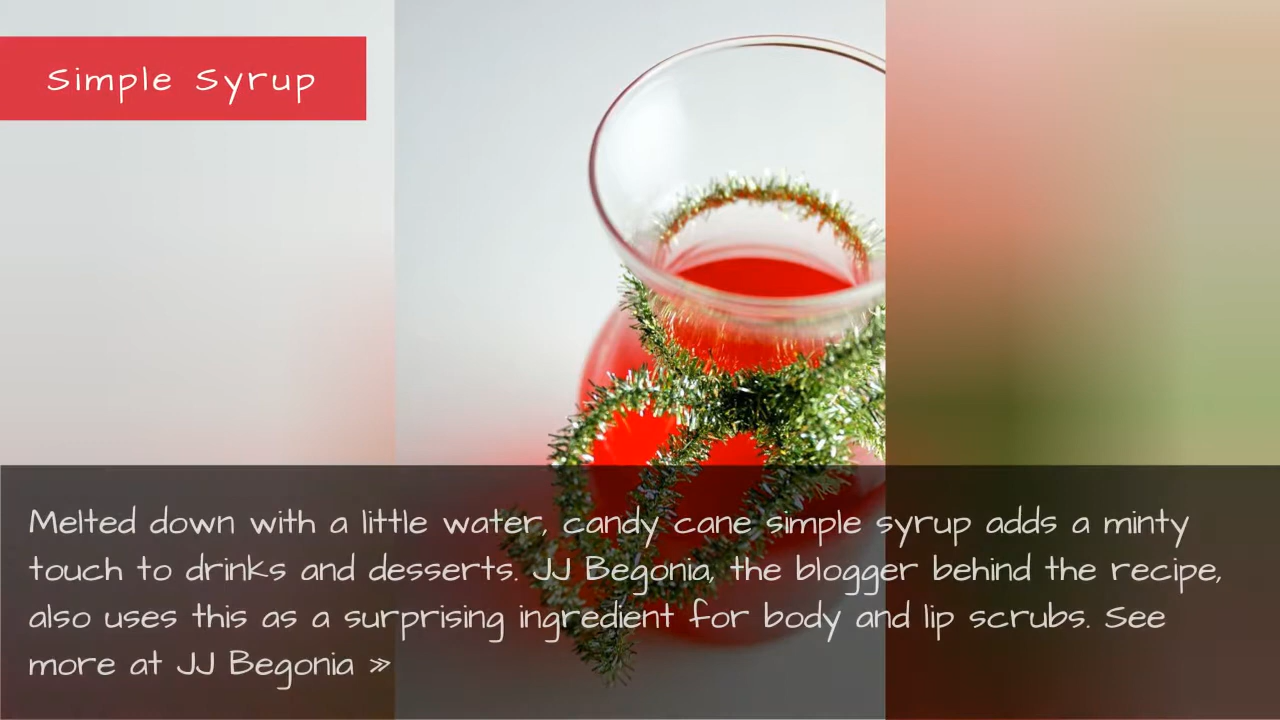 Simple Syrup
Melted down with a little water, candy cane simple syrup adds a minty
touch to drinks and desserts. JJ Begonia, the blogger behind the recipe,
also uses this as a surprising ingredient for body and lip scrubs. See
more at JJ Begonia »